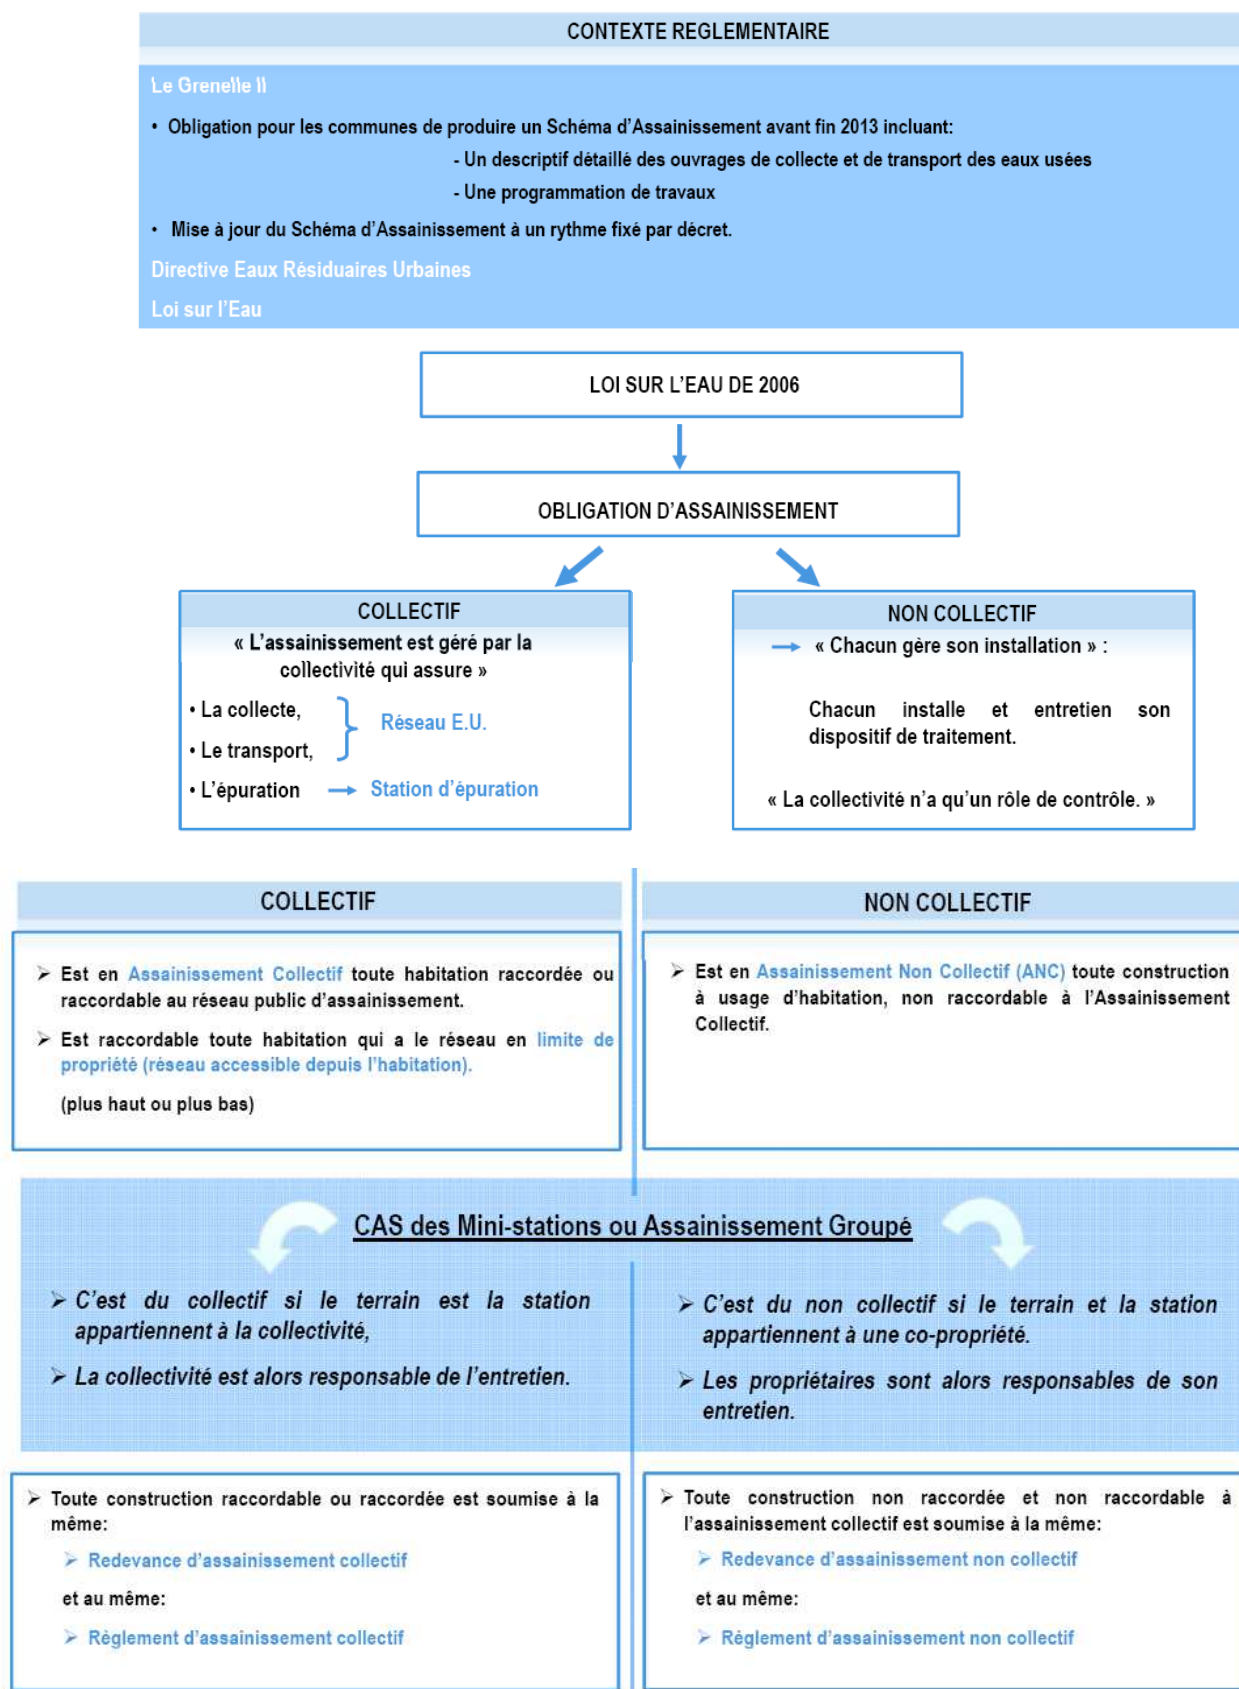 CONTEXTE REGLEMENTAIRE
Le Grenelle II
• Obligation pour les communes de produire un Schéma d'Assainissement avant fin 2013 incluant:
- Un descriptif détaillé des ouvrages de collecte et de transport des eaux usées
- Une programmation de travaux
• Mise à jour du Schéma d'Assainissement à un rythme fixé par décret.
Directive Eaux Résiduaires Urbaines
Loi sur l'Eau
LOI SUR L'EAU DE 2006
OBLIGATION D'ASSAINISSEMENT
COLLECTIF
« L'assainissement est géré par la
collectivité qui assure »
• La collecte,
Réseau E.U.
• Le transport,
• L'épuration
Station d'épuration
NON COLLECTIF
« Chacun gère son installation » :
Chacun installe et entretien son
dispositif de traitement.
« La collectivité n'a qu'un rôle de contrôle. »
COLLECTIF
➢ Est en Assainissement Collectif toute habitation raccordée ou
raccordable au réseau public d'assainissement.
➢ Est raccordable toute habitation qui a le réseau en limite de
propriété (réseau accessible depuis l'habitation).
(plus haut ou plus bas)
NON COLLECTIF
➢ Est en Assainissement Non Collectif (ANC) toute construction
à usage d'habitation, non raccordable à l'Assainissement
Collectif.
CAS des Mini-stations ou Assainissement Groupé
➢ C'est du collectif si le terrain est la station
appartiennent à la collectivité,
➢ La collectivité est alors responsable de l'entretien.
➢ C'est du non collectif si le terrain et la station
appartiennent à une co-propriété.
➢ Les propriétaires sont alors responsables de son
entretien.
➢ Toute construction raccordable ou raccordée est soumise à la
même:
➢ Redevance d'assainissement collectif
et au même:
➢ Règlement d'assainissement collectif
➢ Toute construction non raccordée et non raccordable à
l'assainissement collectif est soumise à la même:
➢ Redevance d'assainissement non collectif
et au même:
➢ Règlement d'assainissement non collectif